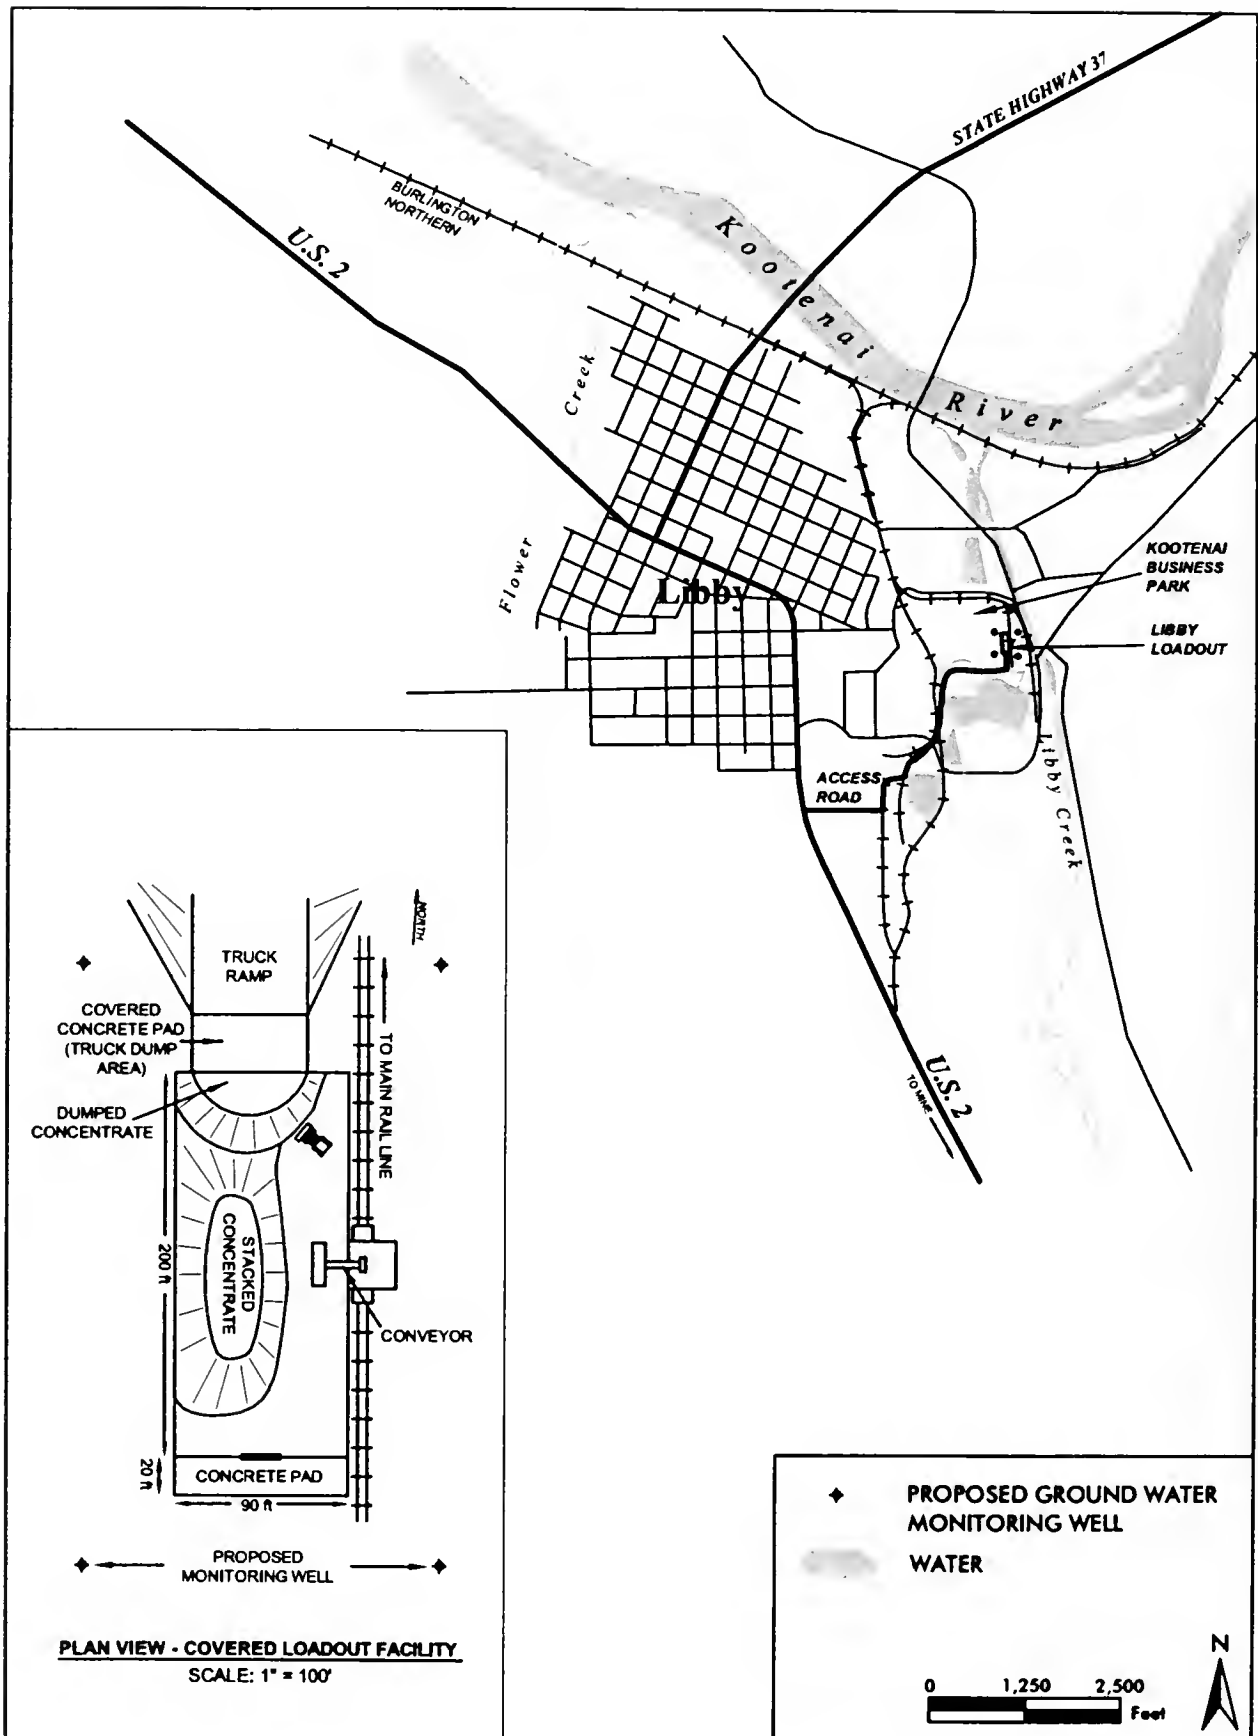 STATE HIGHWAY 37
BURLINGTON
NORTHERN
U.S. 2
Kootenai
River
Creek
Flower
Libby
KOOTENAI
BUSINESS
PARK
LIBBY
LOADOUT
ACCESS
ROAD
Libby Creek
U.S. 2
TO MINE
NORTH
TRUCK
RAMP
COVERED
CONCRETE PAD
(TRUCK DUMP
AREA)
TO MAIN RAIL LINE
DUMPED
CONCENTRATE
STACKED
CONCENTRATE
200 ft
CONVEYOR
20 ft
CONCRETE PAD
90 ft
PROPOSED
MONITORING WELL
PLAN VIEW - COVERED LOADOUT FACILITY
SCALE: 1" = 100'
PROPOSED GROUND WATER
MONITORING WELL
WATER
N
0 1,250 2,500
Feet